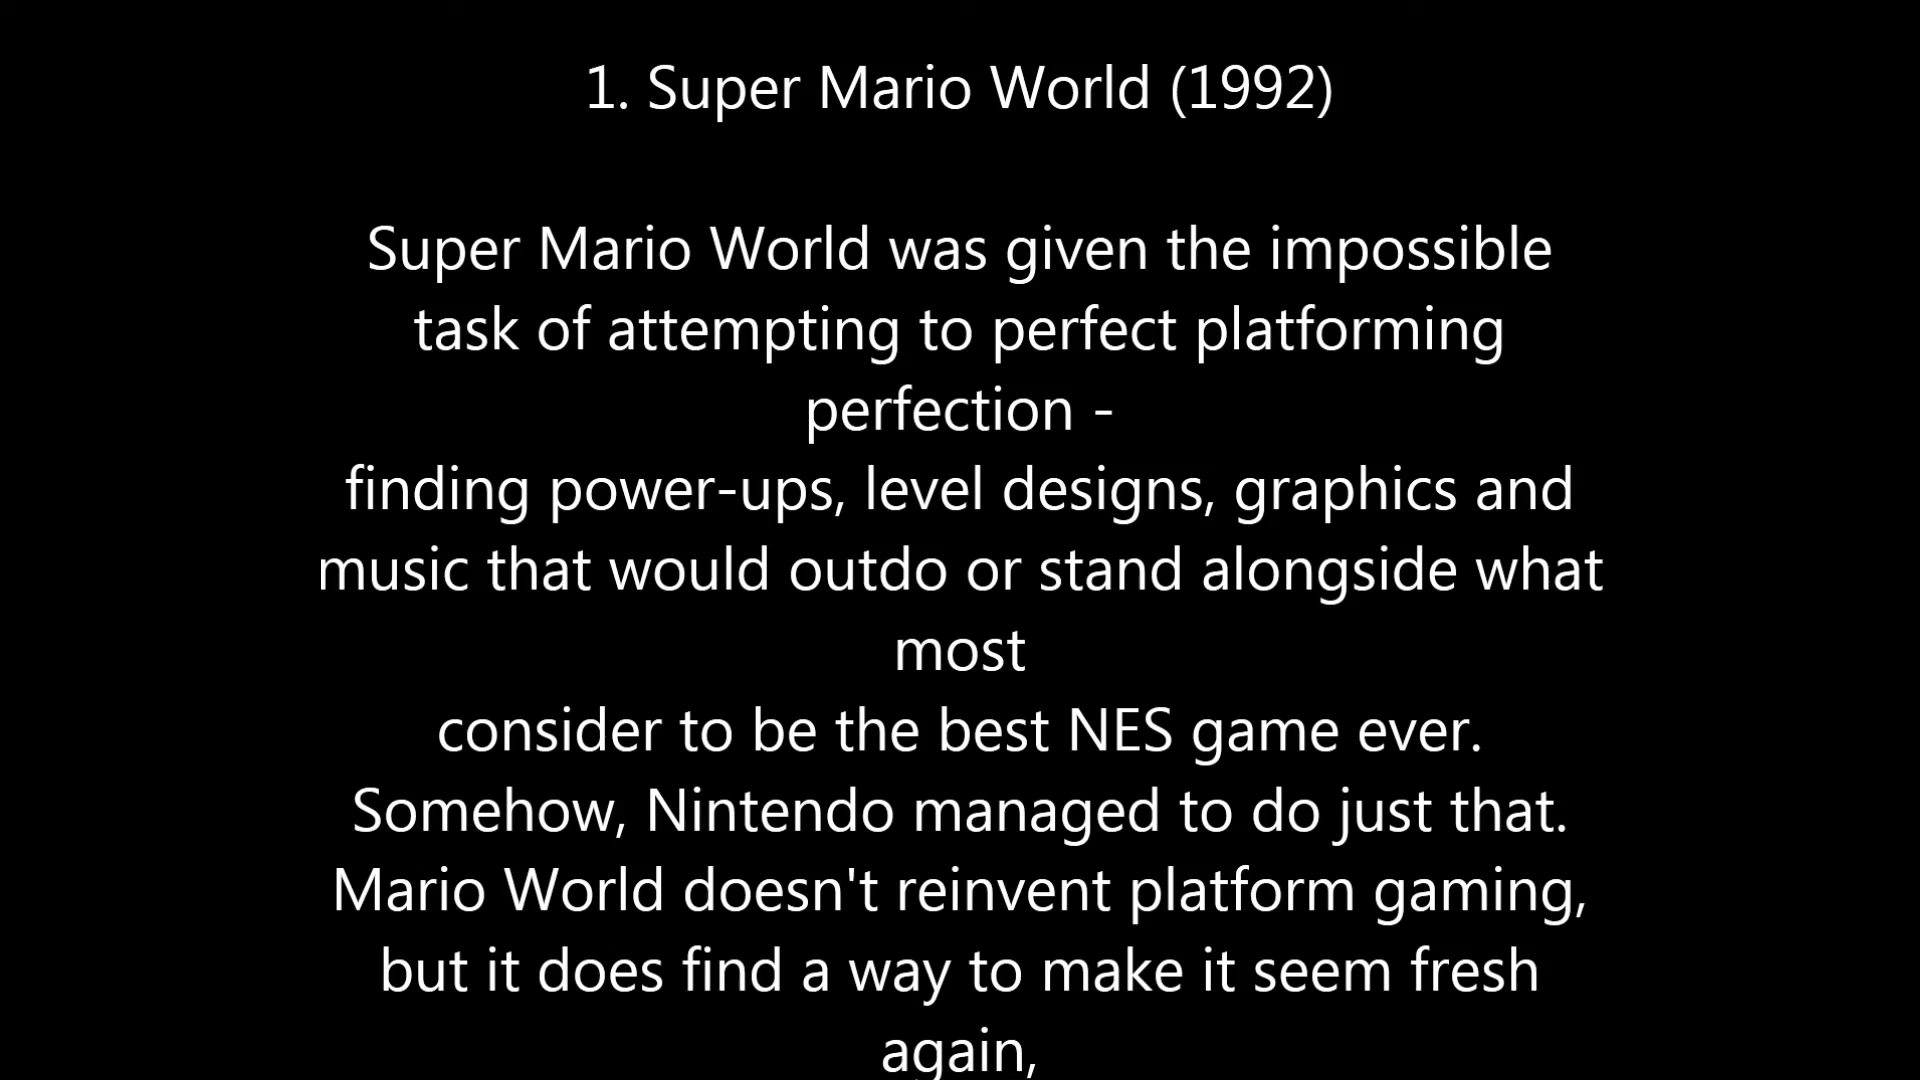 1. Super Mario World (1992)
Super Mario World was given the impossible
task of attempting to perfect platforming
perfection -
finding power-ups, level designs, graphics and
music that would outdo or stand alongside what
most
consider to be the best NES game ever.
Somehow, Nintendo managed to do just that.
Mario World doesn't reinvent platform gaming,
but it does find a way to make it seem fresh
again,